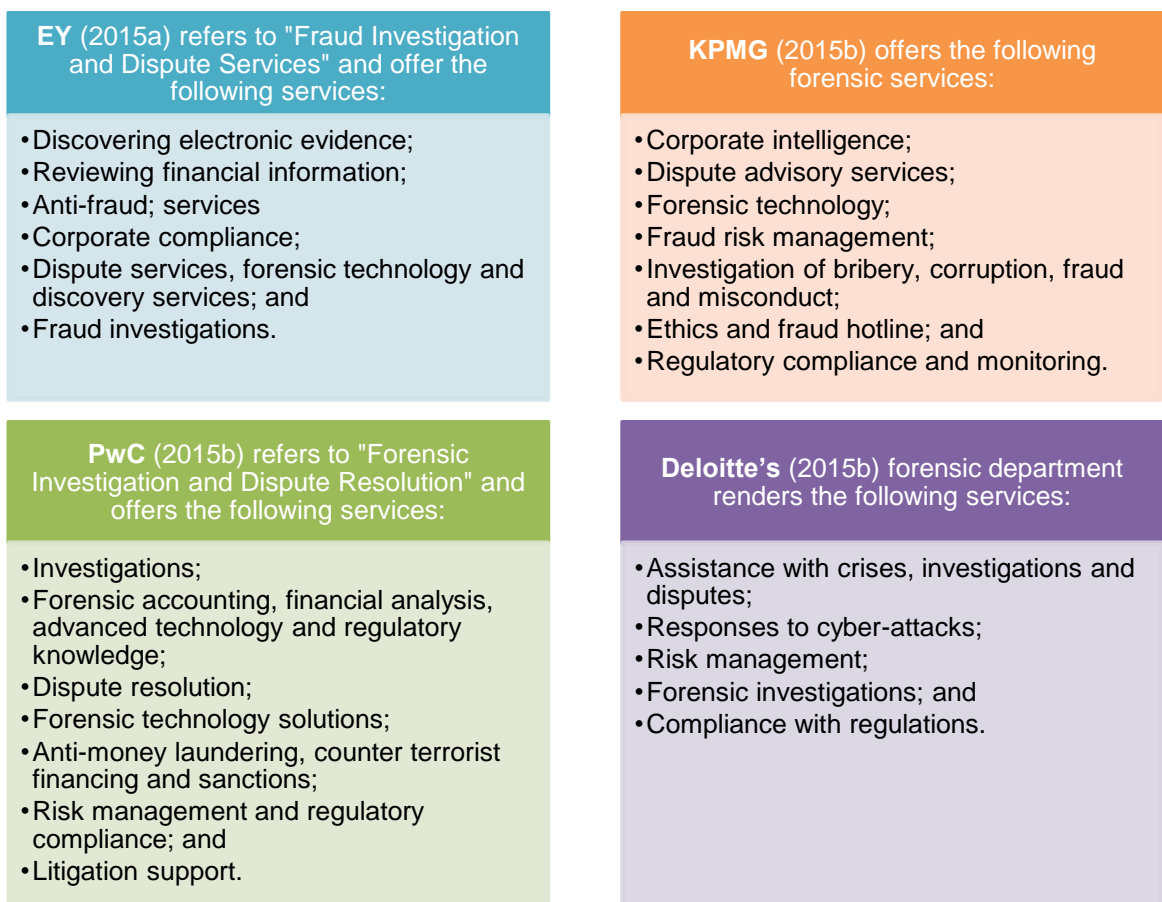 EY (2015a) refers to "Fraud Investigation
and Dispute Services" and offer the
following services:
•Discovering electronic evidence;
•Reviewing financial information;
•Anti-fraud; services
•Corporate compliance;
•Dispute services, forensic technology and
discovery services; and
•Fraud investigations.
KPMG (2015b) offers the following
forensic services:
•Corporate intelligence;
•Dispute advisory services;
•Forensic technology;
•Fraud risk management;
•Investigation of bribery, corruption, fraud
and misconduct;
•Ethics and fraud hotline; and
•Regulatory compliance and monitoring.
PwC (2015b) refers to "Forensic
Investigation and Dispute Resolution" and
offers the following services:
•Investigations;
•Forensic accounting, financial analysis,
advanced technology and regulatory
knowledge;
•Dispute resolution;
•Forensic technology solutions;
•Anti-money laundering, counter terrorist
financing and sanctions;
•Risk management and regulatory
compliance; and
•Litigation support.
Deloitte’s (2015b) forensic department
renders the following services:
•Assistance with crises, investigations and
disputes;
•Responses to cyber-attacks;
•Risk management;
•Forensic investigations; and
•Compliance with regulations.